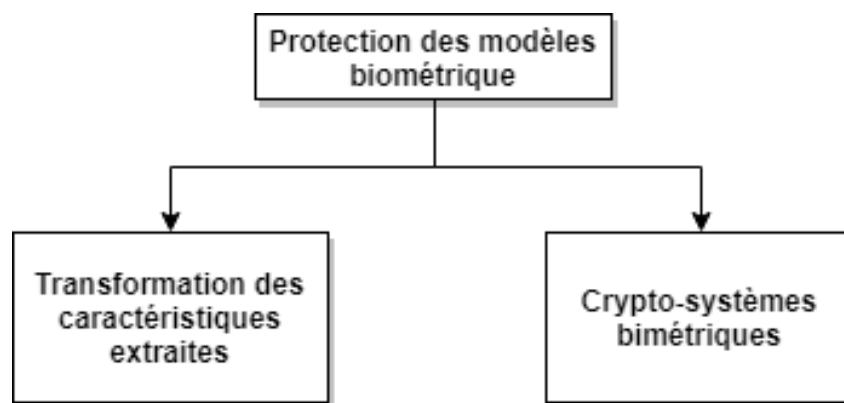 Protection des modèles
biométrique
Transformation des
caractéristiques
extraites
Crypto-systèmes
bimétriques